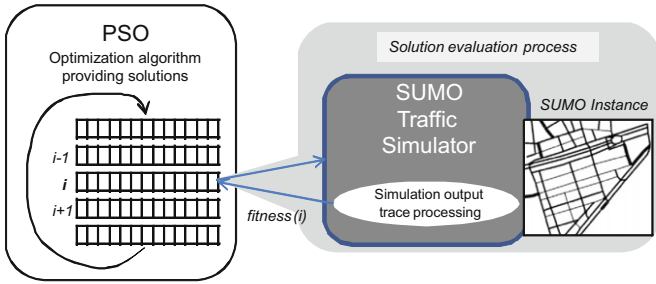 PSO
Optimization algorithm
providing solutions
i-1
i
i+1
fitness(i)
Solution evaluation process
SUMO
Traffic
Simulator
Simulation output
trace processing
SUMO Instance